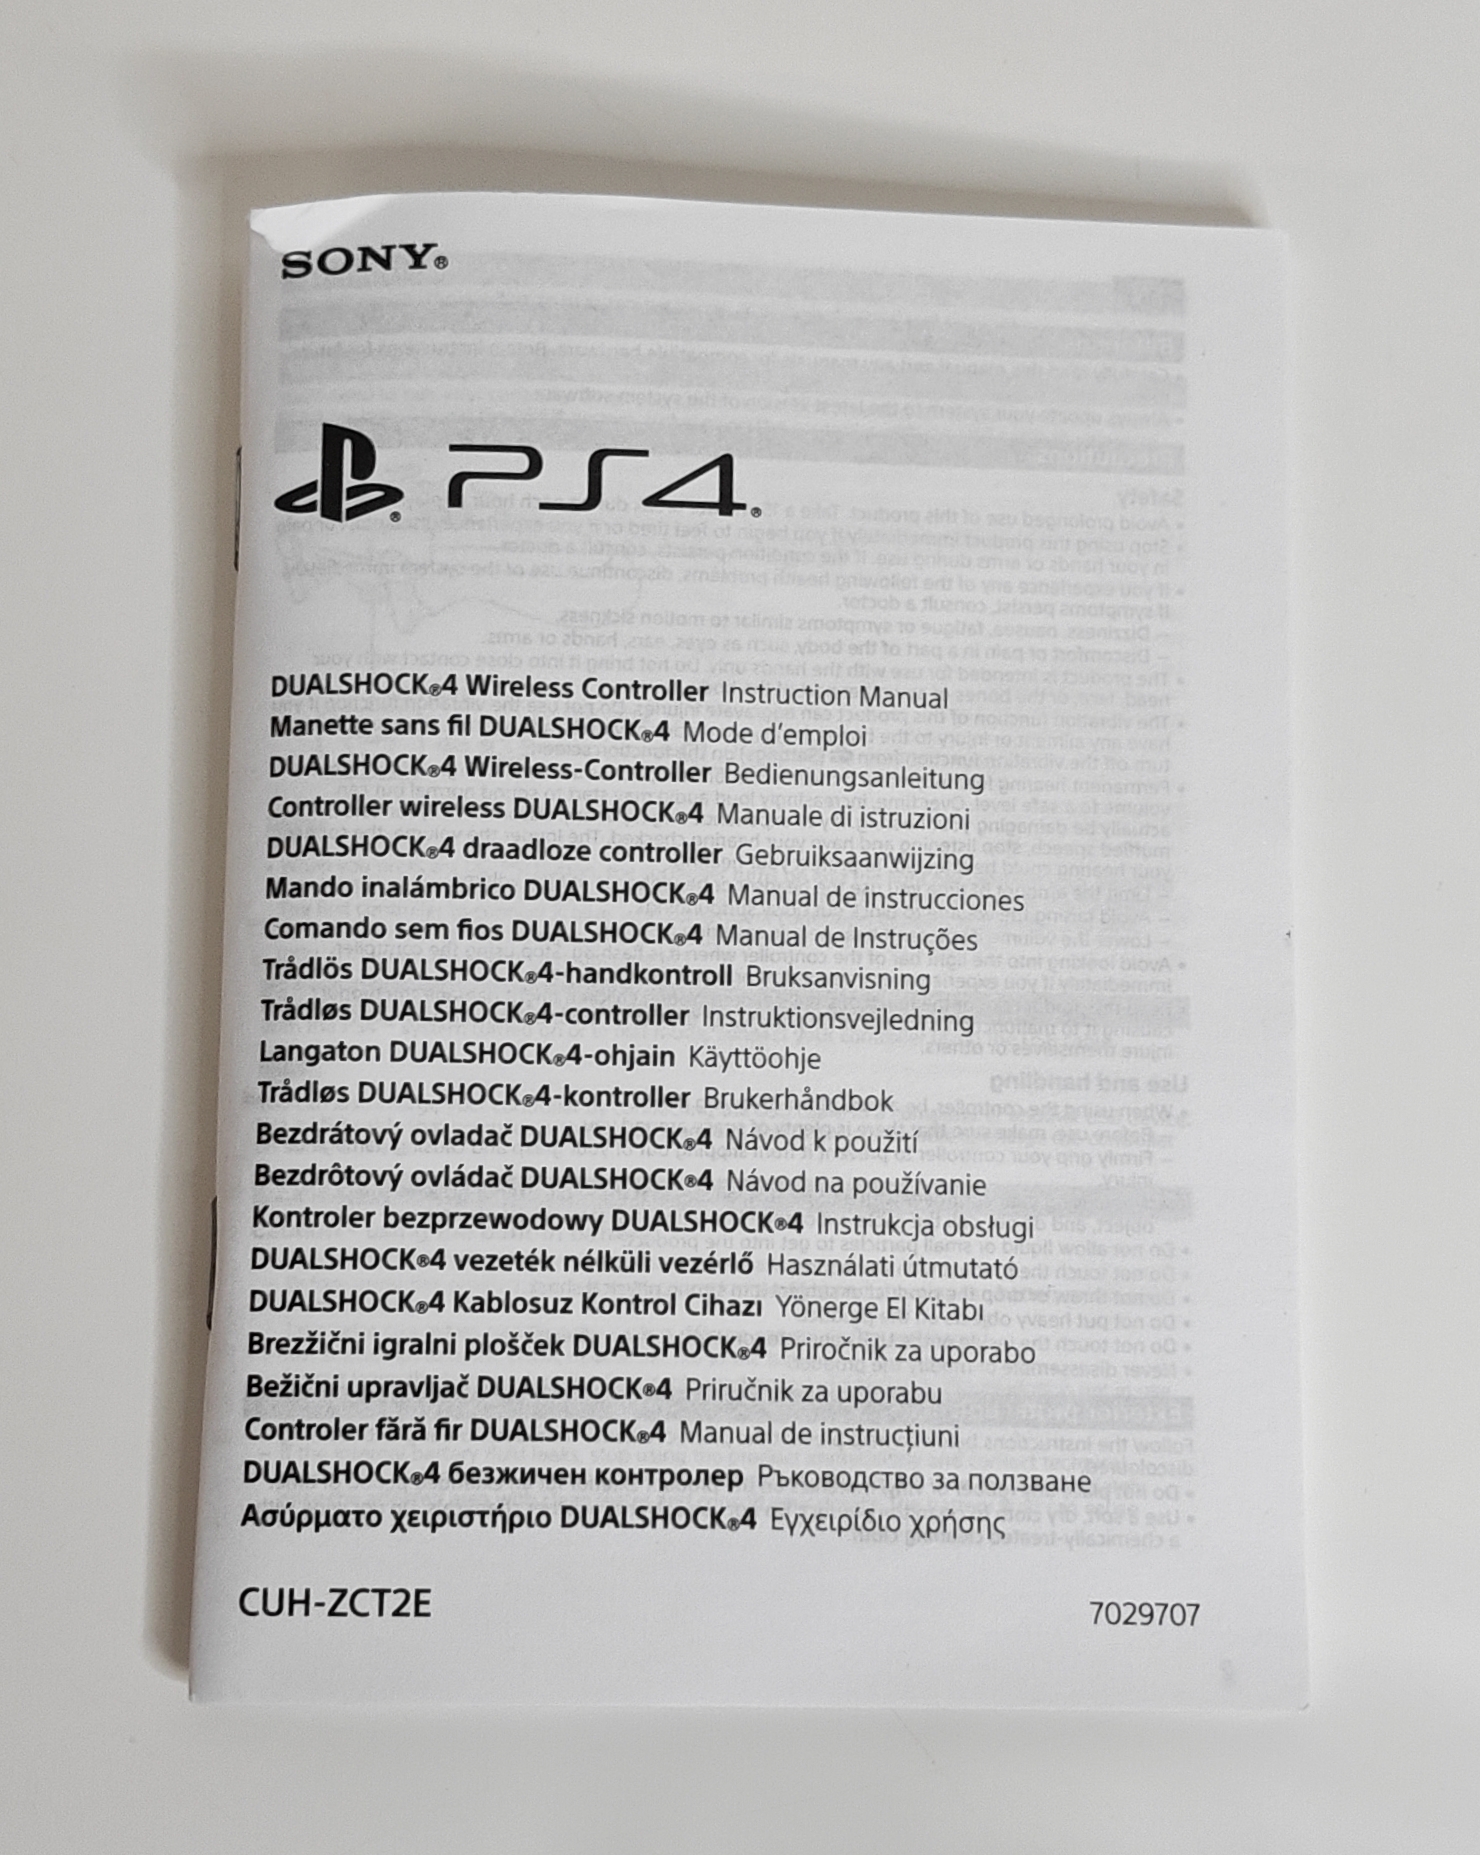 SONY®
PS4®
DUALSHOCK®4 Wireless Controller Instruction Manual
Manette sans fil DUALSHOCK®4 Mode d'emploi
DUALSHOCK®4 Wireless-Controller Bedienungsanleitung
Controller wireless DUALSHOCK®4 Manuale di istruzioni
DUALSHOCK®4 draadloze controller Gebruiksaanwijzing
Mando inalámbrico DUALSHOCK®4 Manual de instrucciones
Comando sem fios DUALSHOCK®4 Manual de Instruções
Trådlös DUALSHOCK®4-handkontroll Bruksanvisning
Trådløs DUALSHOCK®4-controller Instruktionsvejledning
Langaton DUALSHOCK®4-ohjain Käyttöohje
Trådløs DUALSHOCK®4-kontroller Brukerhåndbok
Bezdrátový ovladač DUALSHOCK®4 Návod k použití
Bezdrôtový ovládač DUALSHOCK®4 Návod na používanie
Kontroler bezprzewodowy DUALSHOCK®4 Instrukcja obsługi
DUALSHOCK®4 vezeték nélküli vezérlő Használati útmutató
DUALSHOCK®4 Kablosuz Kontrol Cihazı Yönerge El Kitabı
Brezžični igralni plošček DUALSHOCK®4 Priročnik za uporabo
Bežični upravljač DUALSHOCK®4 Priručnik za uporabu
Controler fără fir DUALSHOCK®4 Manual de instrucțiuni
DUALSHOCK®4 безжичен контролер Ръководство за ползване
Ασύρματο χειριστήριο DUALSHOCK®4 Εγχειρίδιο χρήσης
CUH-ZCT2E
7029707